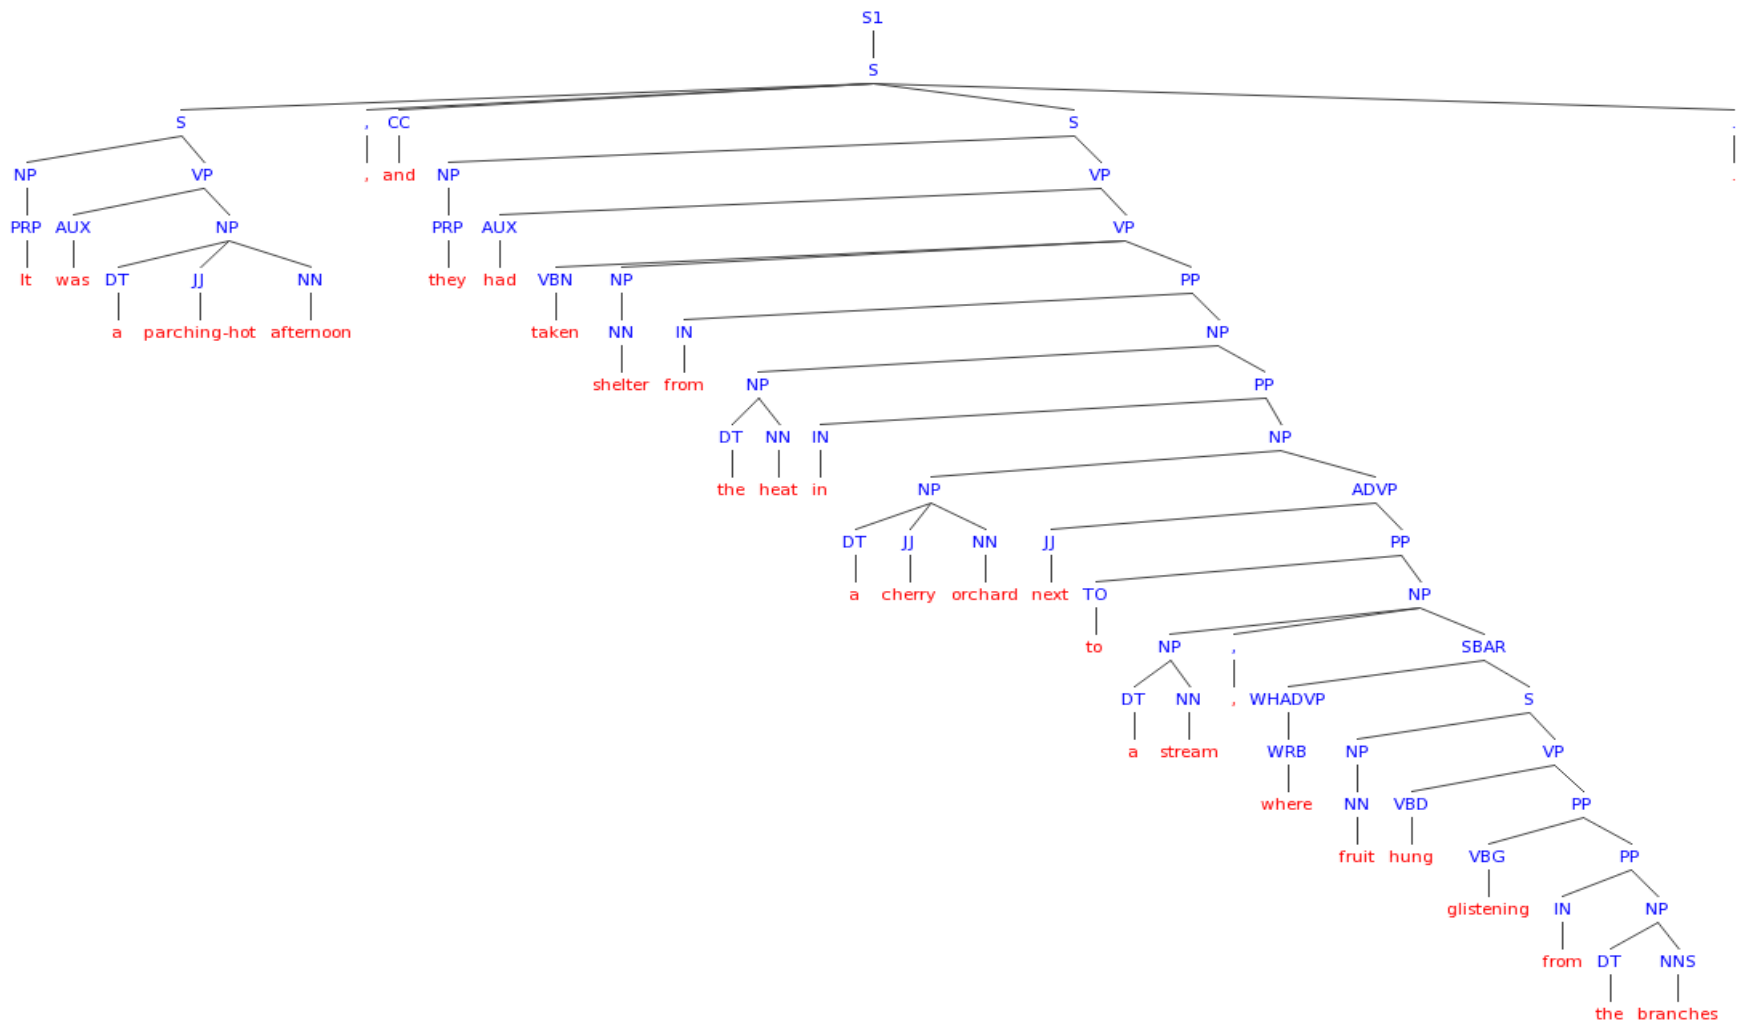 S1
S
S , CC S .
NP VP , and NP VP .
PRP AUX NP PRP AUX VP
It was DT JJ NN they had VBN NP PP
a parching-hot afternoon taken NN IN NP
shelter from NP PP
DT NN IN NP
the heat in NP ADVP
DT JJ NN JJ PP
a cherry orchard next TO NP
to NP , SBAR
DT NN , WHADVP S
a stream WRB NP VP
where NN VBD PP
fruit hung VBG PP
glistening IN NP
from DT NNS
the branches